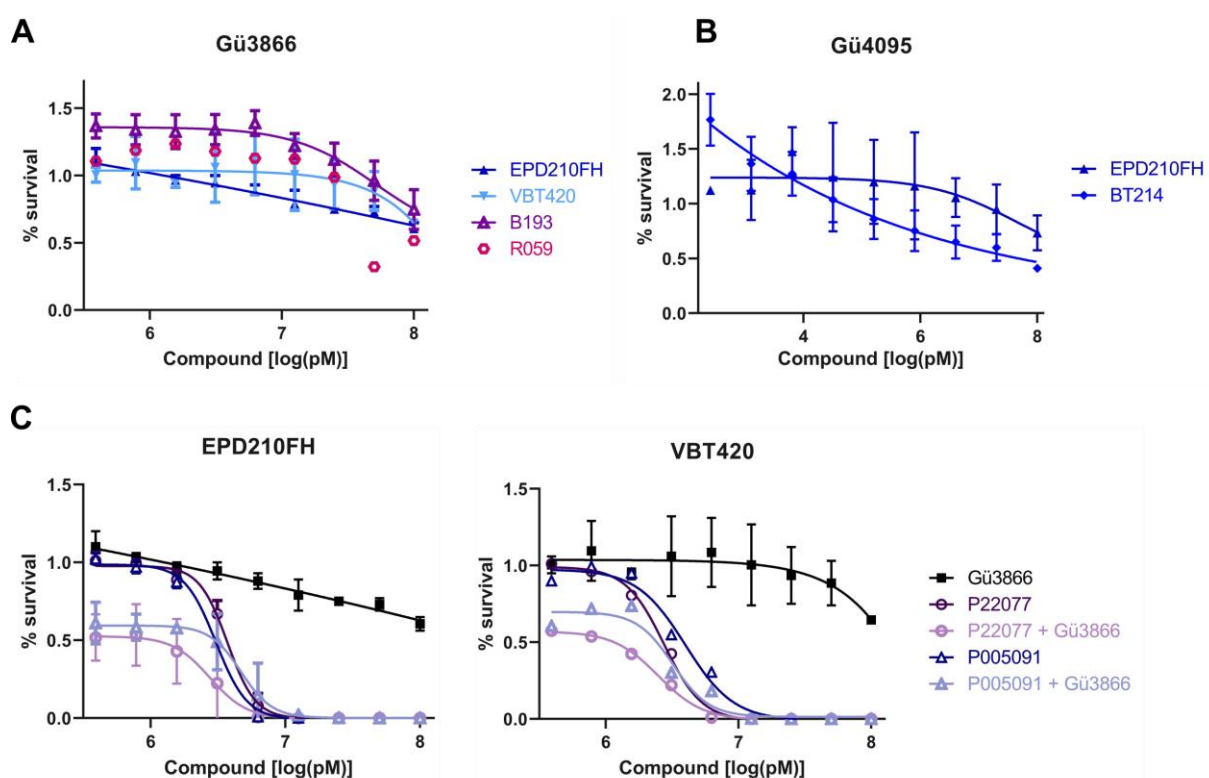 A
Gü3866
% survival
1.5
1.0
0.5
0.0
6
7
8
Compound [log(pM)]
EPD210FH
VBT420
B193
R059
B
Gü4095
% survival
2.0
1.5
1.0
0.5
0.0
4
6
8
Compound [log(pM)]
EPD210FH
BT214
C
EPD210FH
% survival
1.5
1.0
0.5
0.0
6
7
8
Compound [log(pM)]
VBT420
% survival
1.5
1.0
0.5
0.0
6
7
8
Compound [log(pM)]
Gü3866
P22077
P22077 + Gü3866
P005091
P005091 + Gü3866